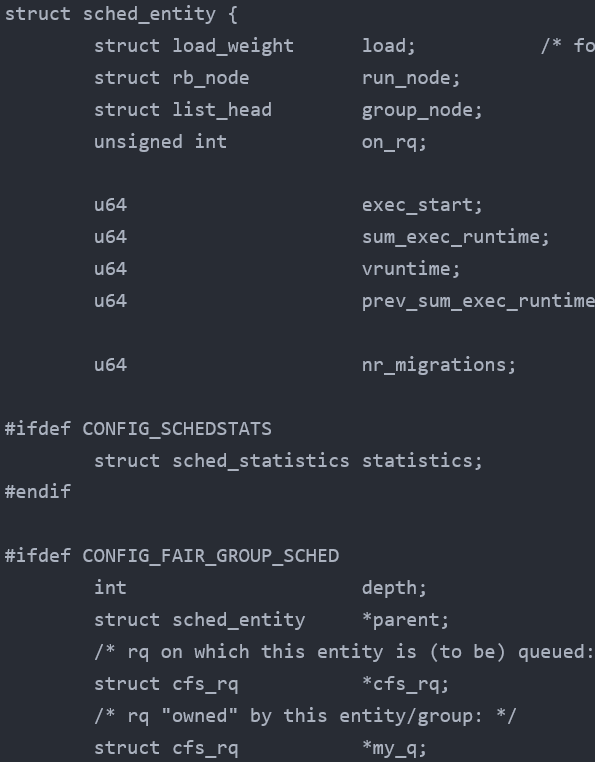 struct sched_entity {
struct load_weight load; /* fo
struct rb_node run_node;
struct list_head group_node;
unsigned int on_rq;
u64 exec_start;
u64 sum_exec_runtime;
u64 vruntime;
u64 prev_sum_exec_runtime
u64 nr_migrations;
#ifdef CONFIG_SCHEDSTATS
struct sched_statistics statistics;
#endif
#ifdef CONFIG_FAIR_GROUP_SCHED
int depth;
struct sched_entity *parent;
/* rq on which this entity is (to be) queued:
struct cfs_rq *cfs_rq;
/* rq "owned" by this entity/group: */
struct cfs_rq *my_q;